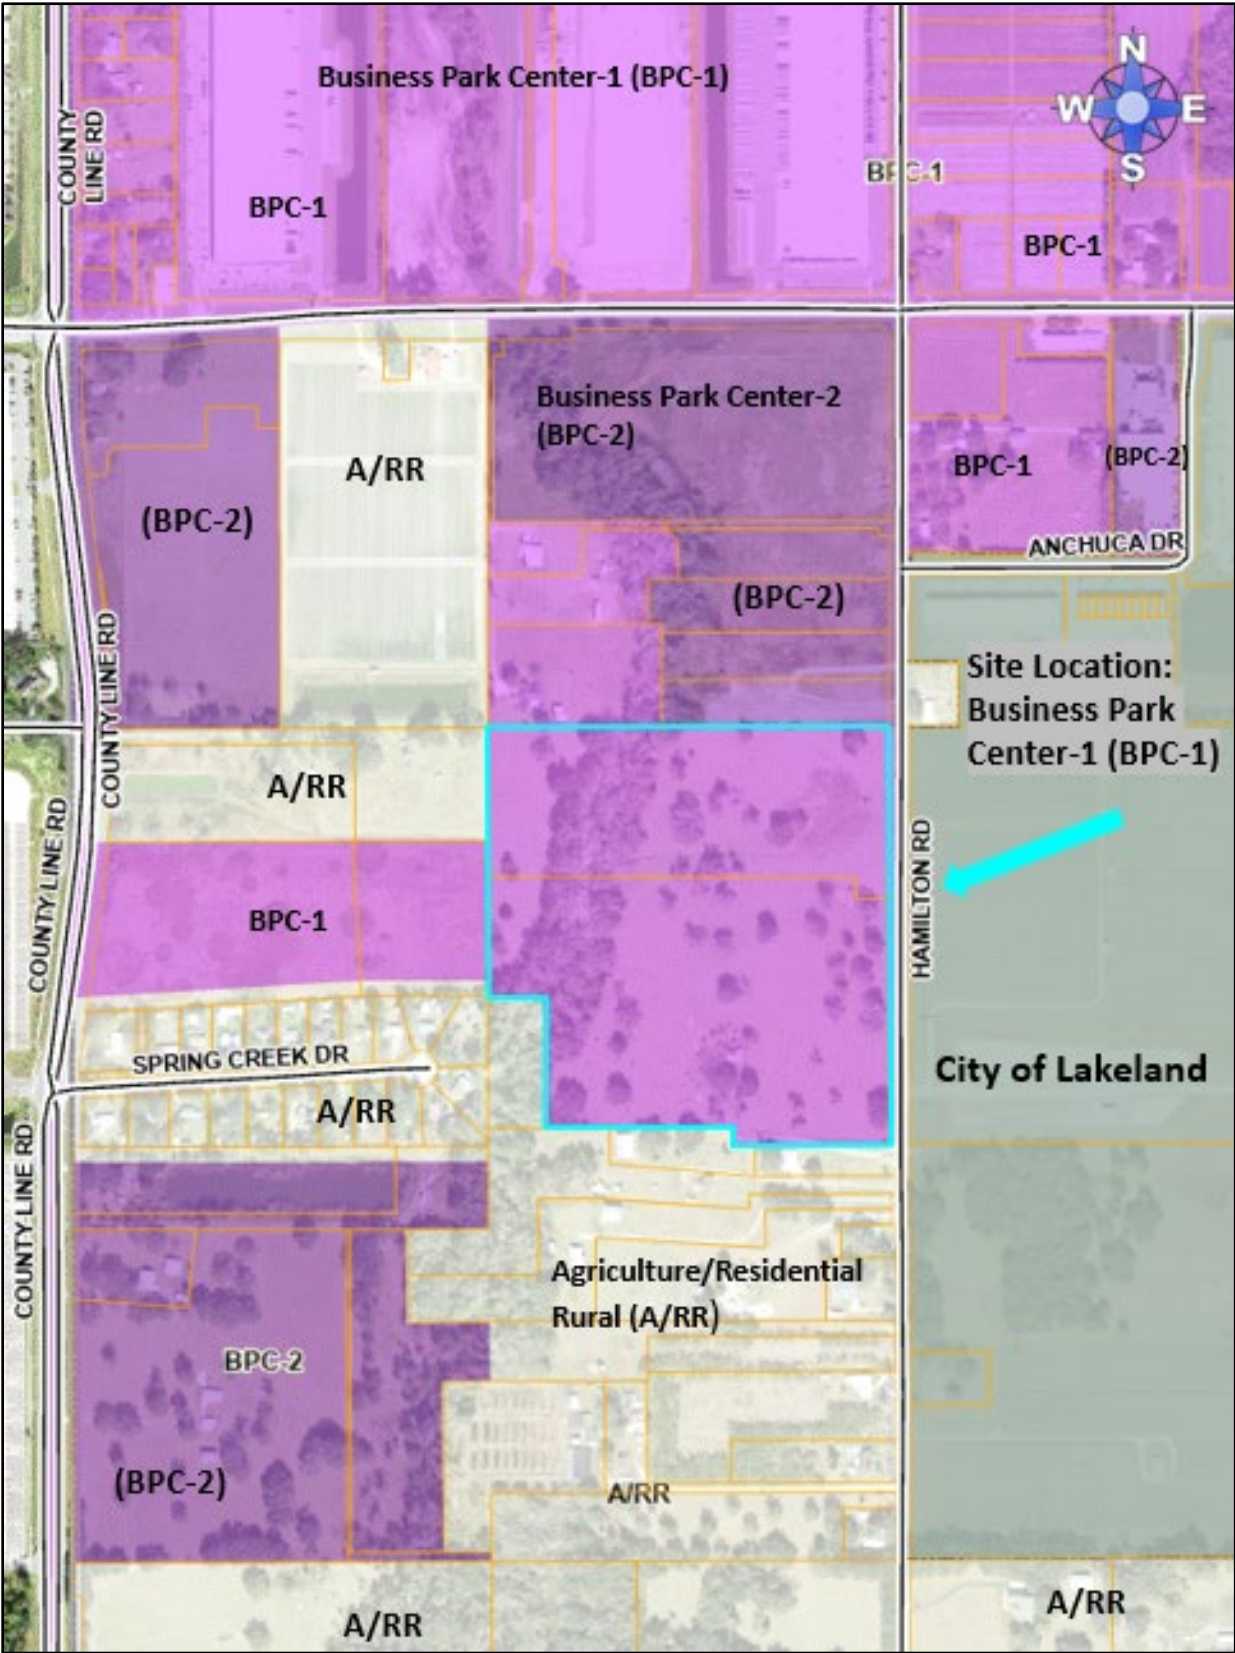 N
W E
S
Business Park Center-1 (BPC-1)
COUNTY
LINE RD
BPC-1
BPC-1
BPC-1
Business Park Center-2
(BPC-2)
A/RR
BPC-1
(BPC-2)
(BPC-2)
ANCHUCA DR
(BPC-2)
COUNTY LINE RD
Site Location:
Business Park
Center-1 (BPC-1)
A/RR
COUNTY LINE RD
HAMILTON RD
BPC-1
SPRING CREEK DR
City of Lakeland
A/RR
COUNTY LINE RD
Agriculture/Residential
Rural (A/RR)
BPC-2
(BPC-2)
A/RR
A/RR
A/RR